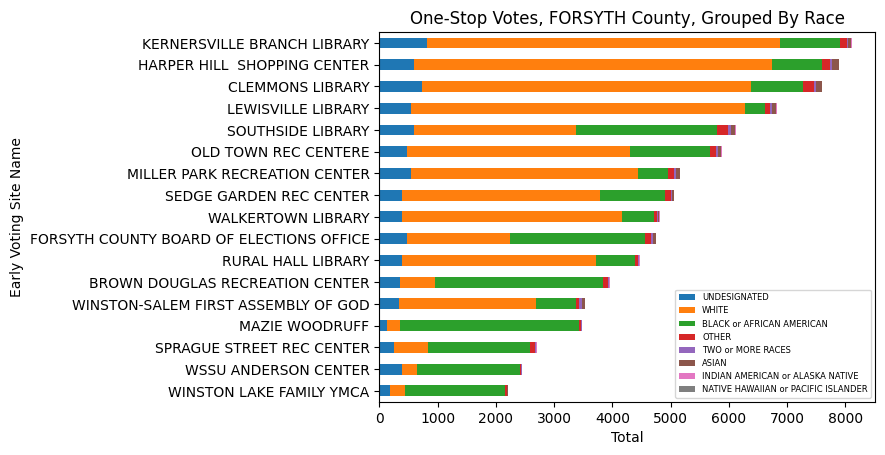 One-Stop Votes, FORSYTH County, Grouped By Race
Early Voting Site Name
KERNERSVILLE BRANCH LIBRARY
HARPER HILL  SHOPPING CENTER
CLEMMONS LIBRARY
LEWISVILLE LIBRARY
SOUTHSIDE LIBRARY
OLD TOWN REC CENTERE
MILLER PARK RECREATION CENTER
SEDGE GARDEN REC CENTER
WALKERTOWN LIBRARY
FORSYTH COUNTY BOARD OF ELECTIONS OFFICE
RURAL HALL LIBRARY
BROWN DOUGLAS RECREATION CENTER
WINSTON-SALEM FIRST ASSEMBLY OF GOD
MAZIE WOODRUFF
SPRAGUE STREET REC CENTER
WSSU ANDERSON CENTER
WINSTON LAKE FAMILY YMCA
UNDESIGNATED
WHITE
BLACK or AFRICAN AMERICAN
OTHER
TWO or MORE RACES
ASIAN
INDIAN AMERICAN or ALASKA NATIVE
NATIVE HAWAIIAN or PACIFIC ISLANDER
0 1000 2000 3000 4000 5000 6000 7000 8000
Total